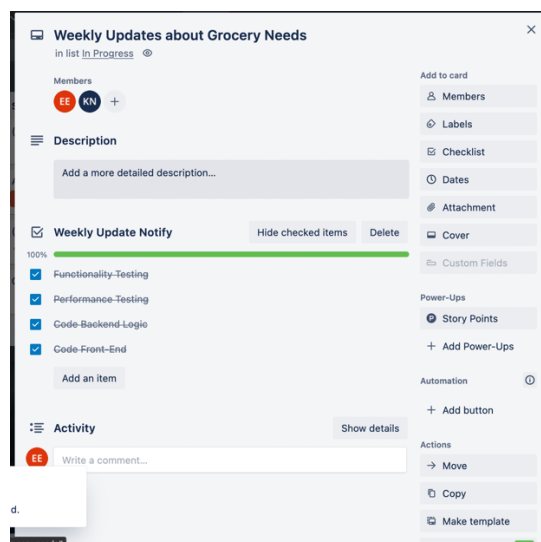 Weekly Updates about Grocery Needs
in list In Progress
Members
EE KN +
Description
Add a more detailed description...
Weekly Update Notify
Hide checked items
Delete
100%
Functionality Testing
Performance Testing
Code Backend Logic
Code Front-End
Add an item
Activity
Show details
EE
Write a comment...
d.
Add to card
Members
Labels
Checklist
Dates
Attachment
Cover
Custom Fields
Power-Ups
Story Points
+ Add Power-Ups
Automation
+ Add button
Actions
Move
Copy
Make template